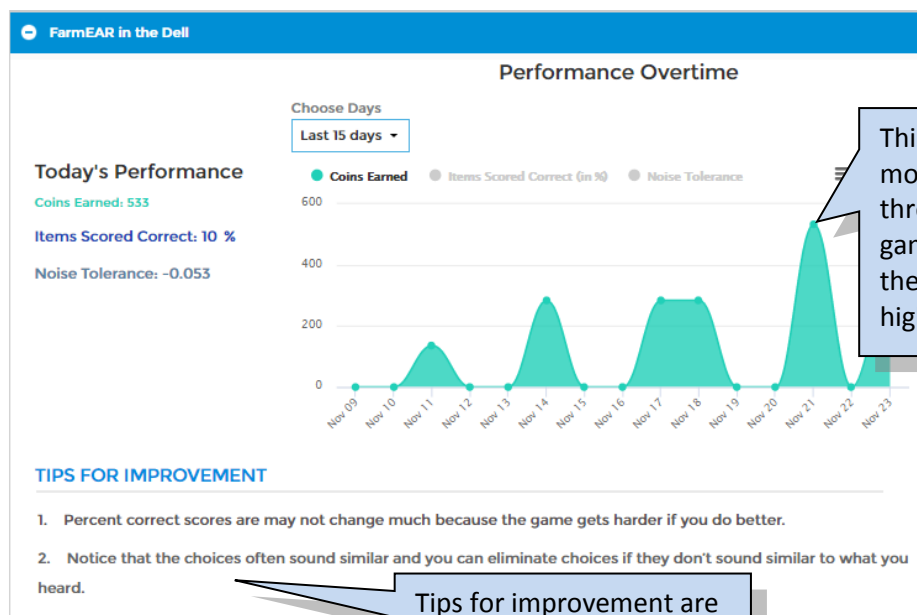 FarmEAR in the Dell
Performance Overtime
Choose Days
Last 15 days
Today's Performance
Coins Earned: 533
Items Scored Correct: 10 %
Noise Tolerance: -0.053
Coins Earned Items Scored Correct (in %) Noise Tolerance
600
400
200
0
Nov 09 Nov 10 Nov 11 Nov 12 Nov 13 Nov 14 Nov 15 Nov 16 Nov 17 Nov 18 Nov 19 Nov 20 Nov 21 Nov 22 Nov 23
TIPS FOR IMPROVEMENT
1. Percent correct scores are may not change much because the game gets harder if you do better.
2. Notice that the choices often sound similar and you can eliminate choices if they don't sound similar to what you
heard.
Tips for improvement are